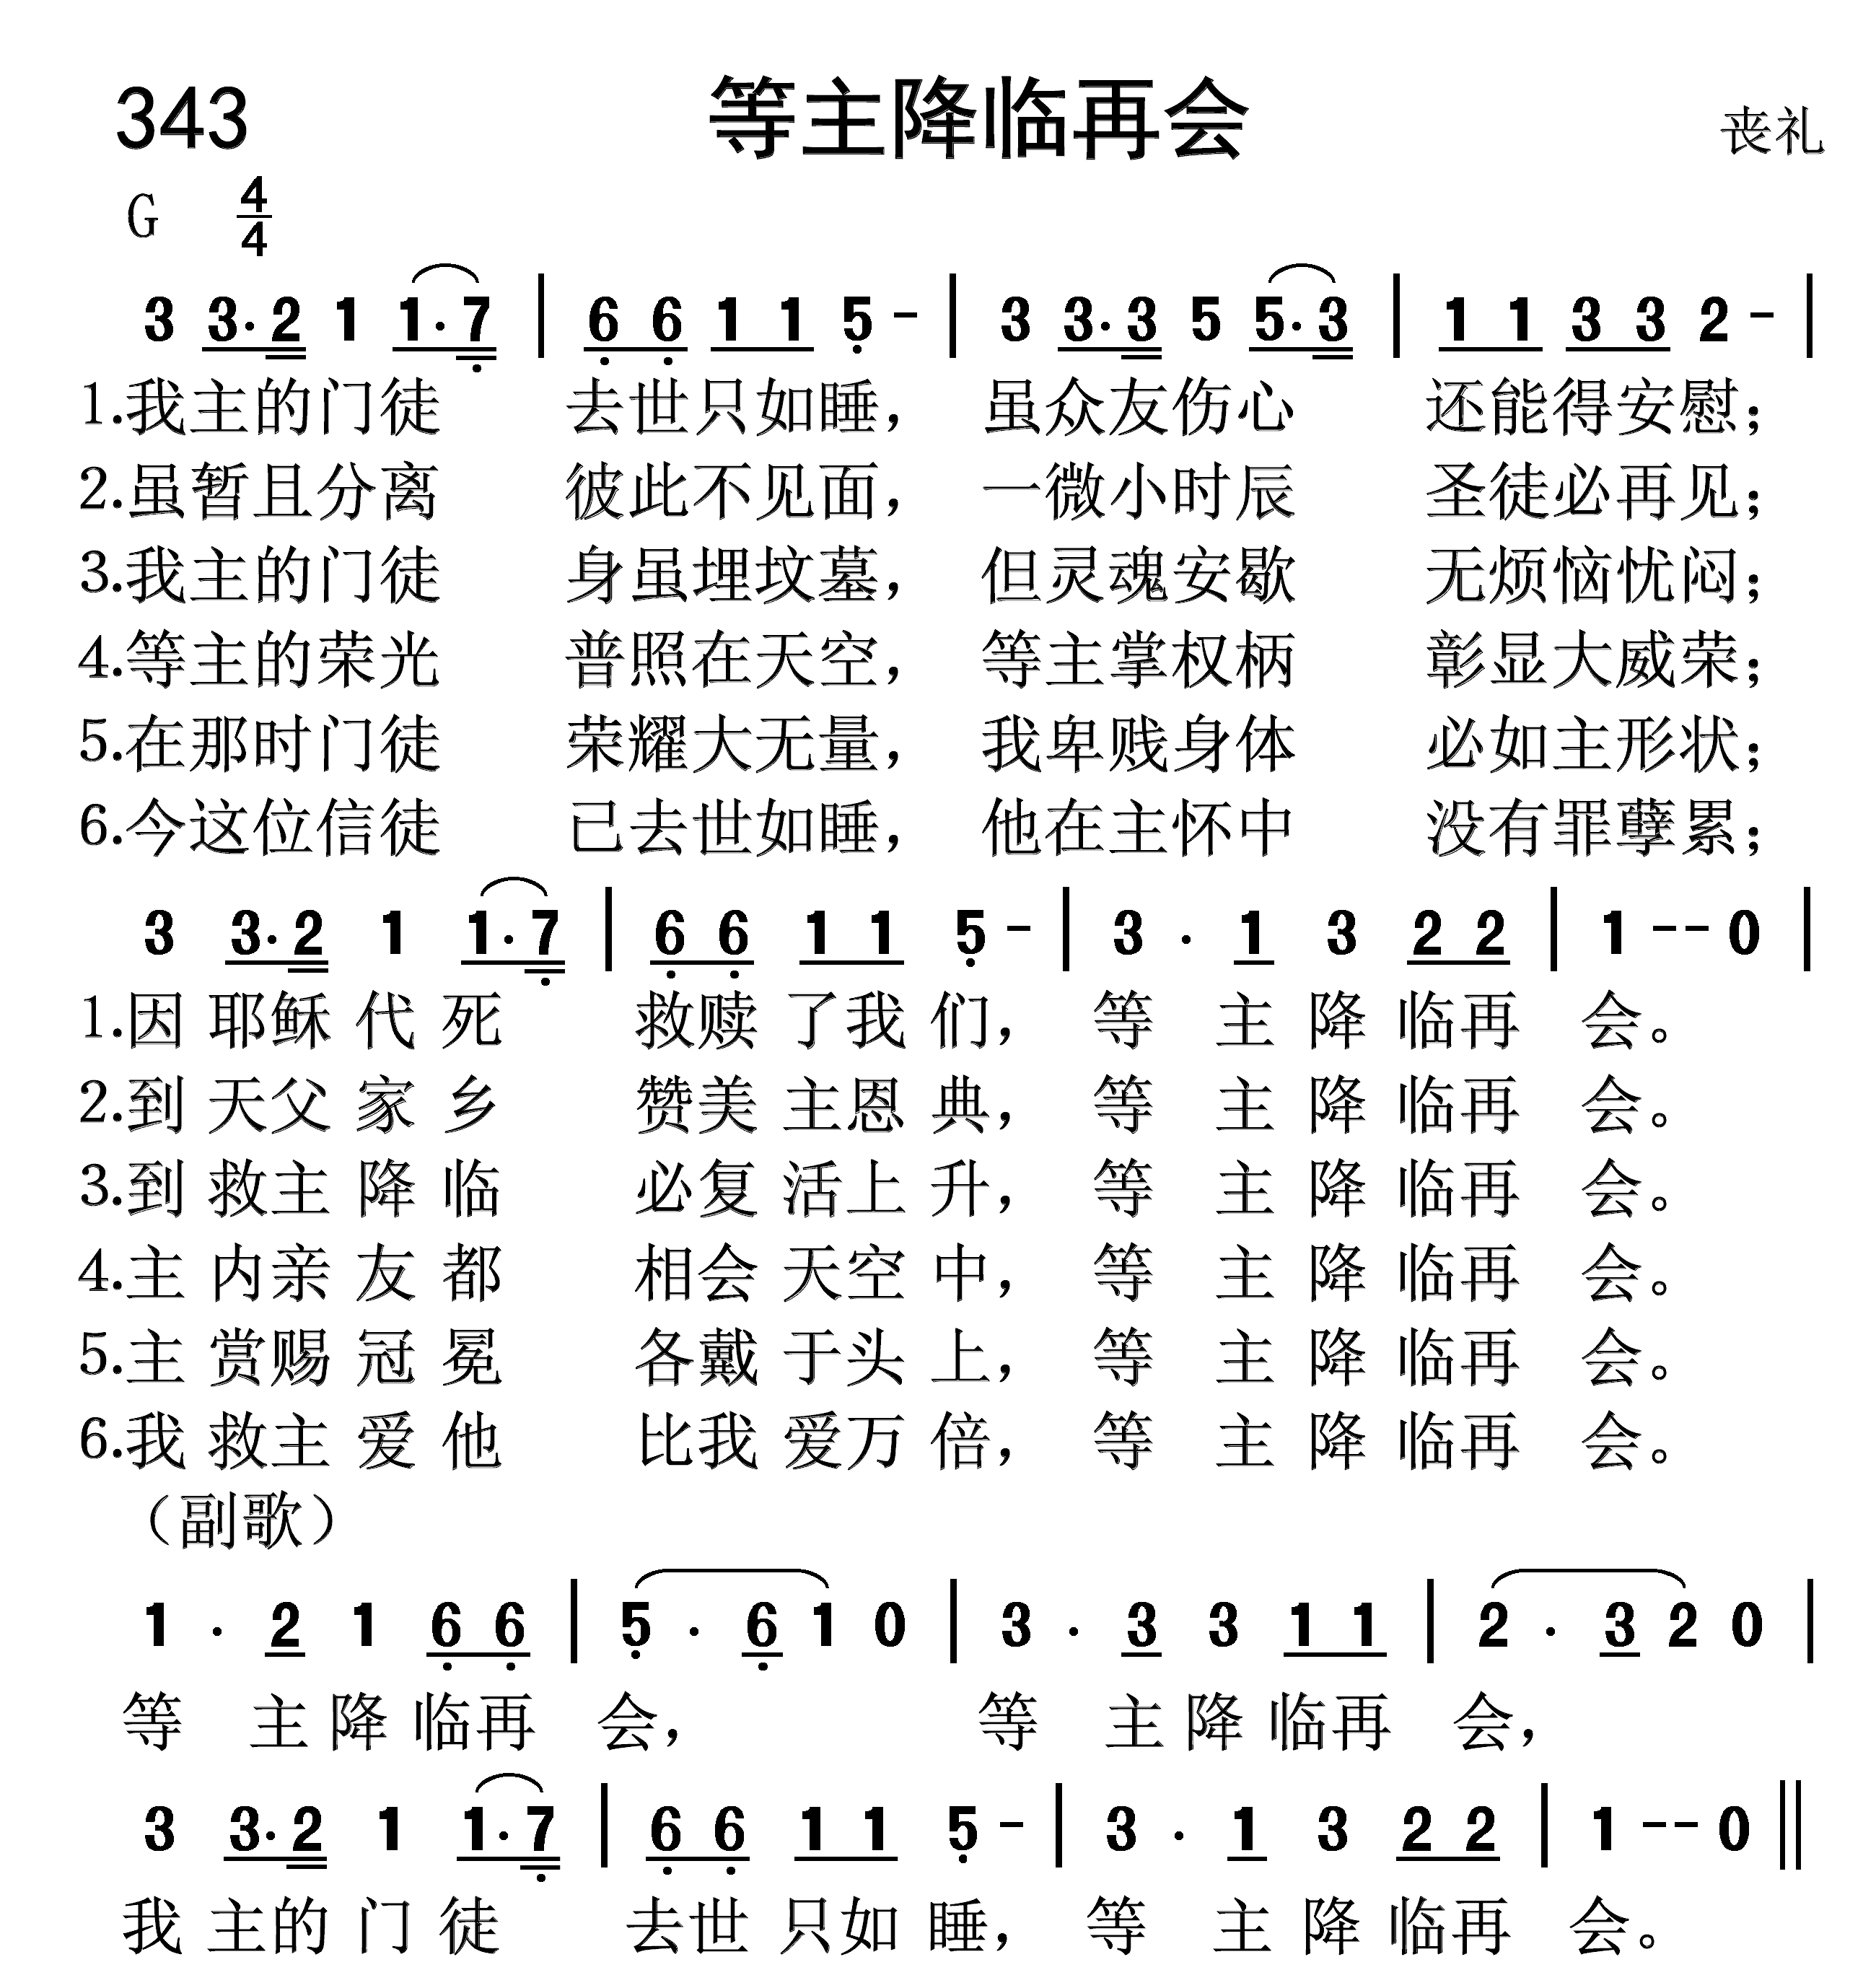 343 等主降临再会 丧礼
G 4/4
3 3·2 1 1·7 | 6 6 1 1 5 - | 3 3·3 5 5·3 | 1 1 3 3 2 - |
1.我主的门徒 去世只如睡， 虽众友伤心 还能得安慰；
2.虽暂且分离 彼此不见面， 一微小时辰 圣徒必再见；
3.我主的门徒 身虽埋坟墓， 但灵魂安歇 无烦恼忧闷；
4.等主的荣光 普照在天空， 等主掌权柄 彰显大威荣；
5.在那时门徒 荣耀大无量， 我卑贱身体 必如主形状；
6.今这位信徒 已去世如睡， 他在主怀中 没有罪孽累；
3 3·2 1 1·7 | 6 6 1 1 5 - | 3 · 1 3 2 2 | 1 - - 0 |
1.因 耶稣 代 死 救赎 了我 们， 等 主 降 临再 会。
2.到 天父 家 乡 赞美 主恩 典， 等 主 降 临再 会。
3.到 救主 降 临 必复 活上 升， 等 主 降 临再 会。
4.主 内亲 友 都 相会 天空 中， 等 主 降 临再 会。
5.主 赏赐 冠 冕 各戴 于头 上， 等 主 降 临再 会。
6.我 救主 爱 他 比我 爱万 倍， 等 主 降 临再 会。
（副歌）
1 · 2 1 6 6 | 5 · 6 1 0 | 3 · 3 3 1 1 | 2 · 3 2 0 |
等 主 降 临再 会， 等 主 降 临再 会，
3 3·2 1 1·7 | 6 6 1 1 5 - | 3 · 1 3 2 2 | 1 - - 0 ||
我 主的 门 徒 去世 只如 睡， 等 主 降 临再 会。